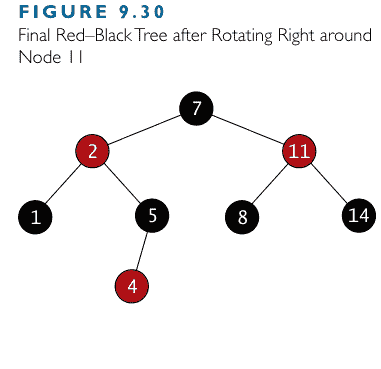 FIGURE 9.30
Final Red–Black Tree after Rotating Right around
Node 11
7
2
11
1
5
8
14
4